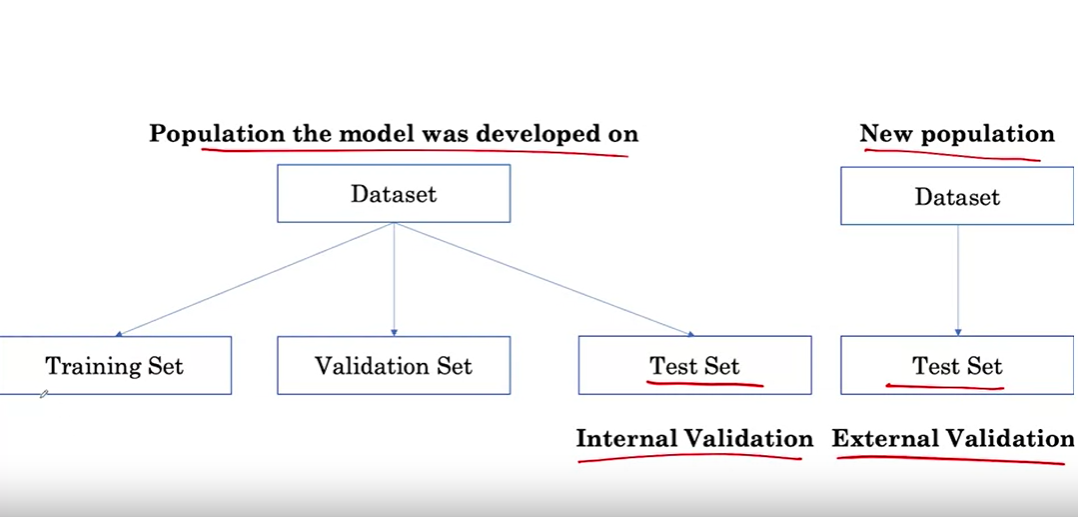 Population the model was developed on
New population
Dataset
Dataset
Training Set
Validation Set
Test Set
Test Set
Internal Validation
External Validation